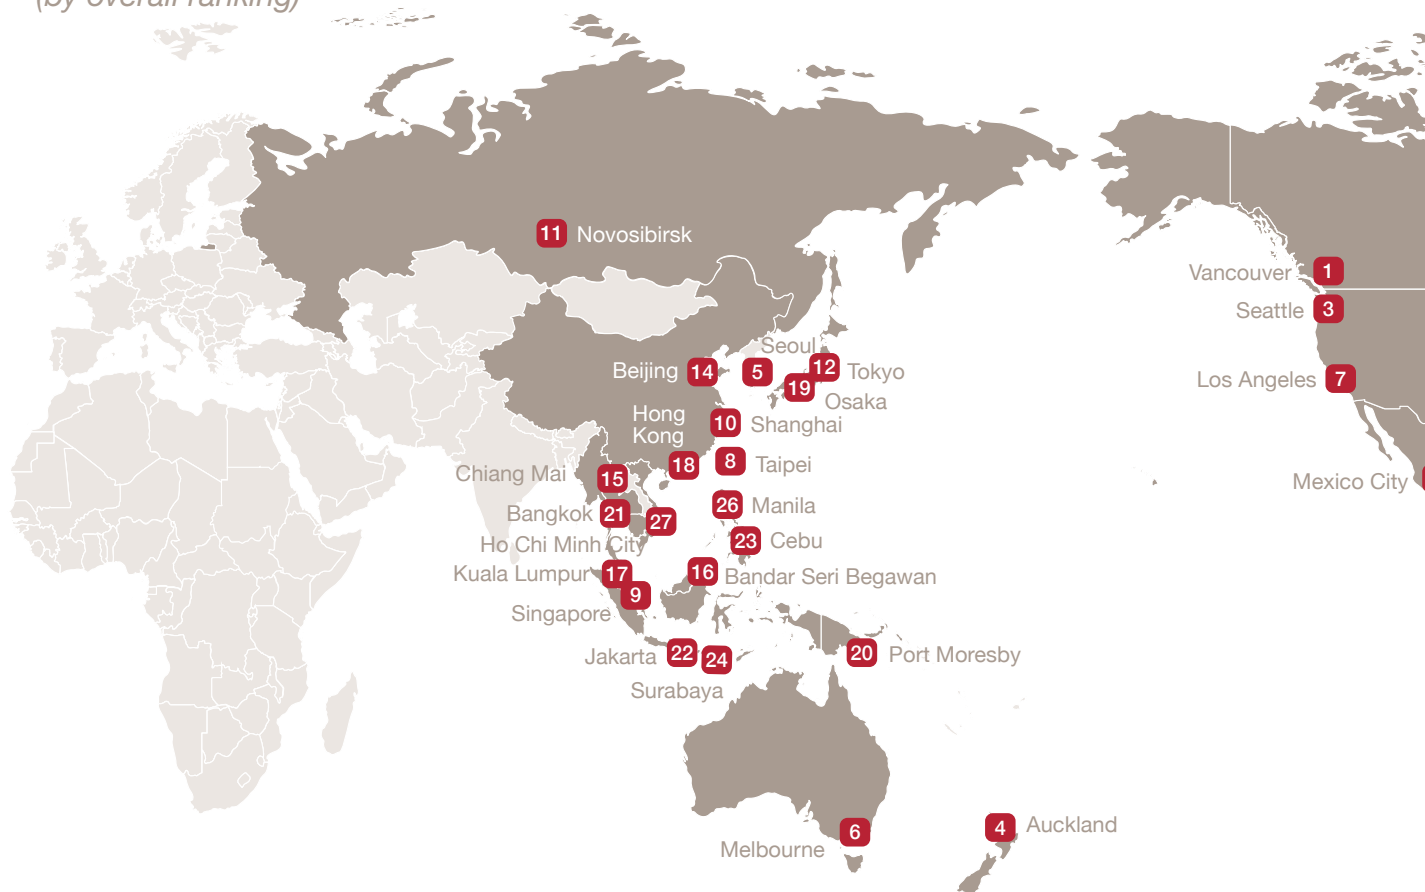 (by overall ranking)
11 Novosibirsk
Vancouver 1
Seattle 3
Seoul
5
Beijing 14
12 Tokyo
Los Angeles 7
19
Osaka
Hong
Kong
10 Shanghai
18
8 Taipei
Chiang Mai 15
Mexico City
26 Manila
Bangkok 21
27
Ho Chi Minh City
23 Cebu
Kuala Lumpur 17
16 Bandar Seri Begawan
9
Singapore
Jakarta 22
24
Surabaya
20 Port Moresby
6
Melbourne
4 Auckland